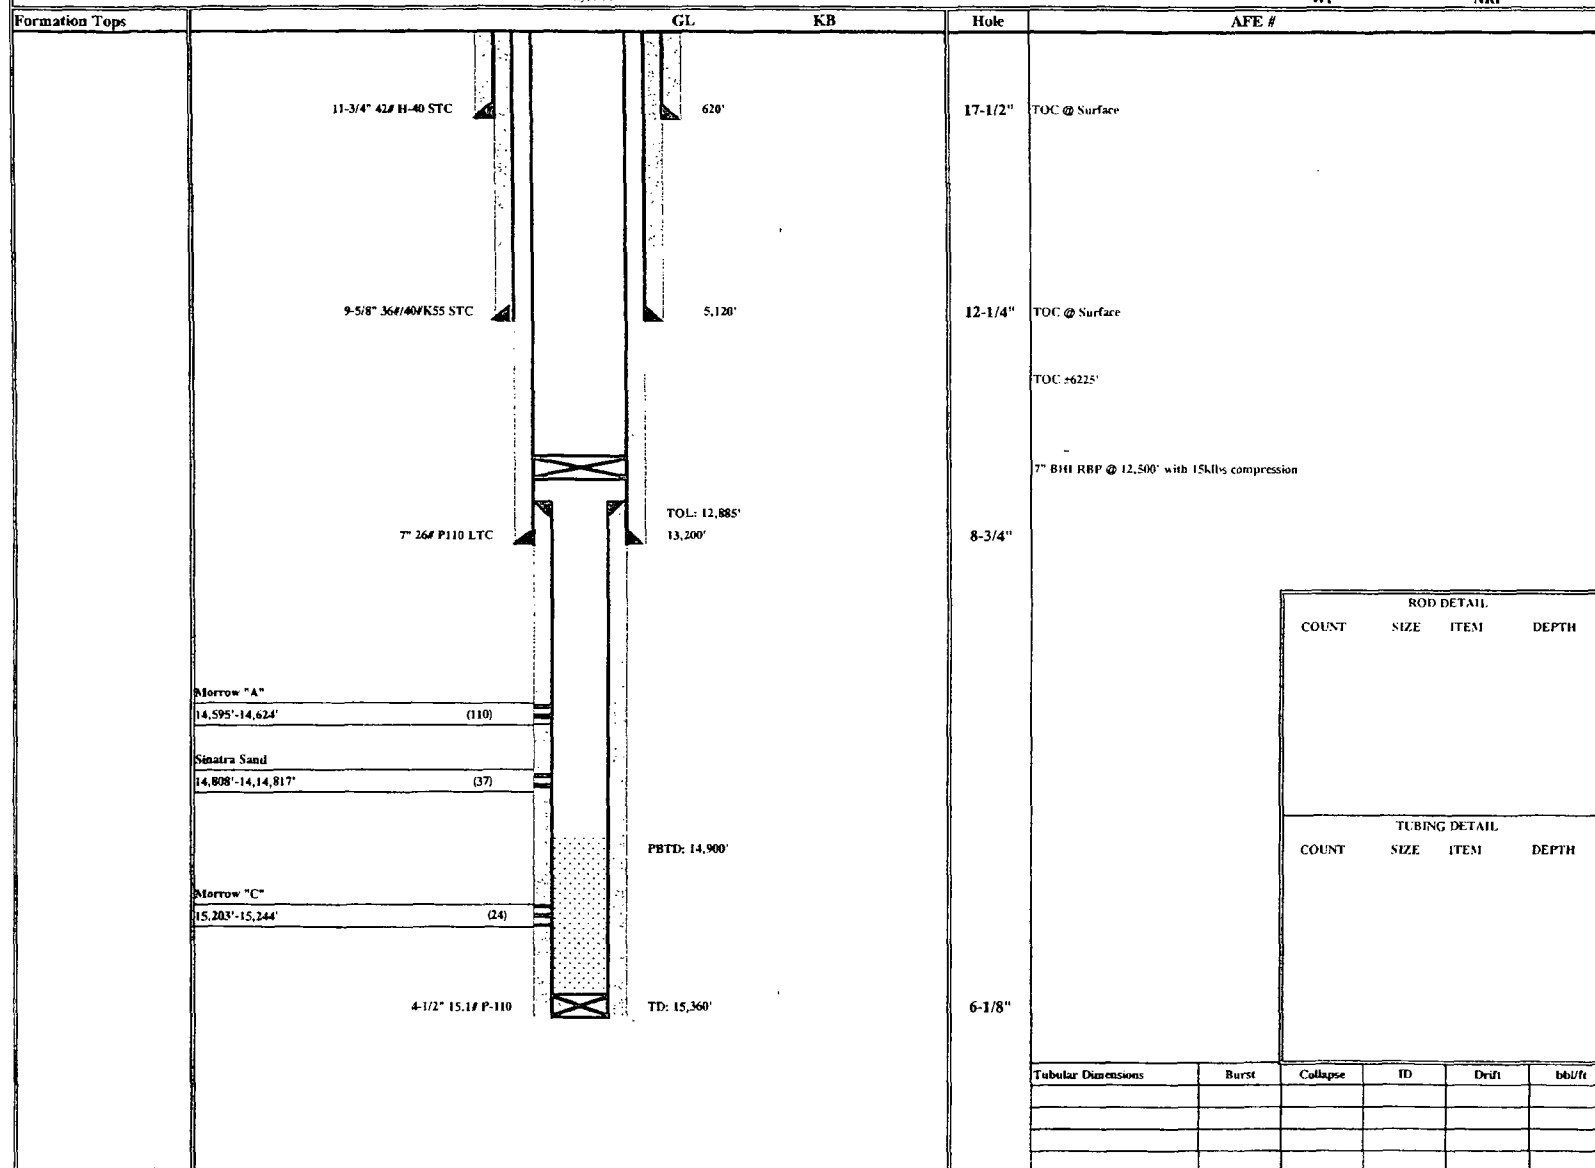 Formation Tops GL KB Hole AFE #
11-3/4" 42# H-40 STC 620' 17-1/2" TOC @ Surface
9-5/8" 36#/40#K55 STC 5,120' 12-1/4" TOC @ Surface
TOC ±6225'
7" BHI RBP @ 12,500' with 15klbs compression
TOL: 12,885'
7" 26# P110 LTC 13,200' 8-3/4"
ROD DETAIL
COUNT SIZE ITEM DEPTH
Morrow "A"
14,595'-14,624' (110)
Sinatra Sand
14,808'-14,14,817' (37)
TUBING DETAIL
PBTD: 14,900'
COUNT SIZE ITEM DEPTH
Morrow "C"
15,203'-15,244' (24)
4-1/2" 15.1# P-110 TD: 15,360' 6-1/8"
Tubular Dimensions Burst Collapse ID Drift bbl/ft